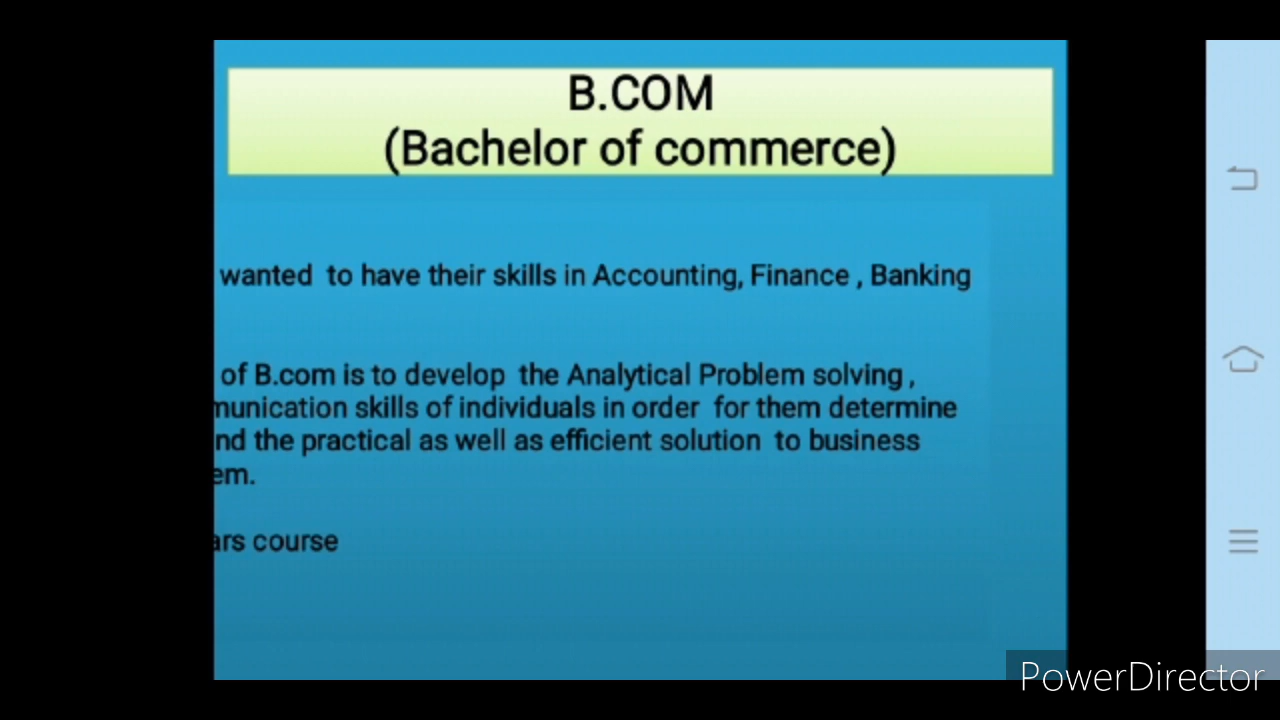 B.COM
(Bachelor of commerce)
wanted to have their skills in Accounting, Finance , Banking
of B.com is to develop the Analytical Problem solving ,
munication skills of individuals in order for them determine
nd the practical as well as efficient solution to business
em.
ars course
PowerDirector